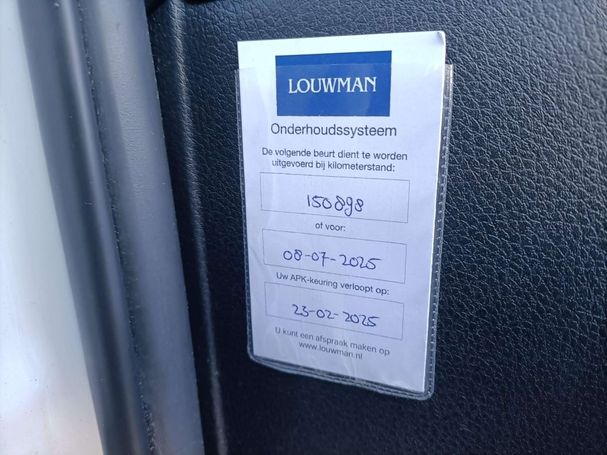 LOUWMAN
Onderhoudssysteem
De volgende beurt dient te worden
uitgevoerd bij kilometerstand:
150898
of voor:
08-07-2025
Uw APK-keuring verloopt op:
23-02-2025
U kunt een afspraak maken op
www.louwman.nl